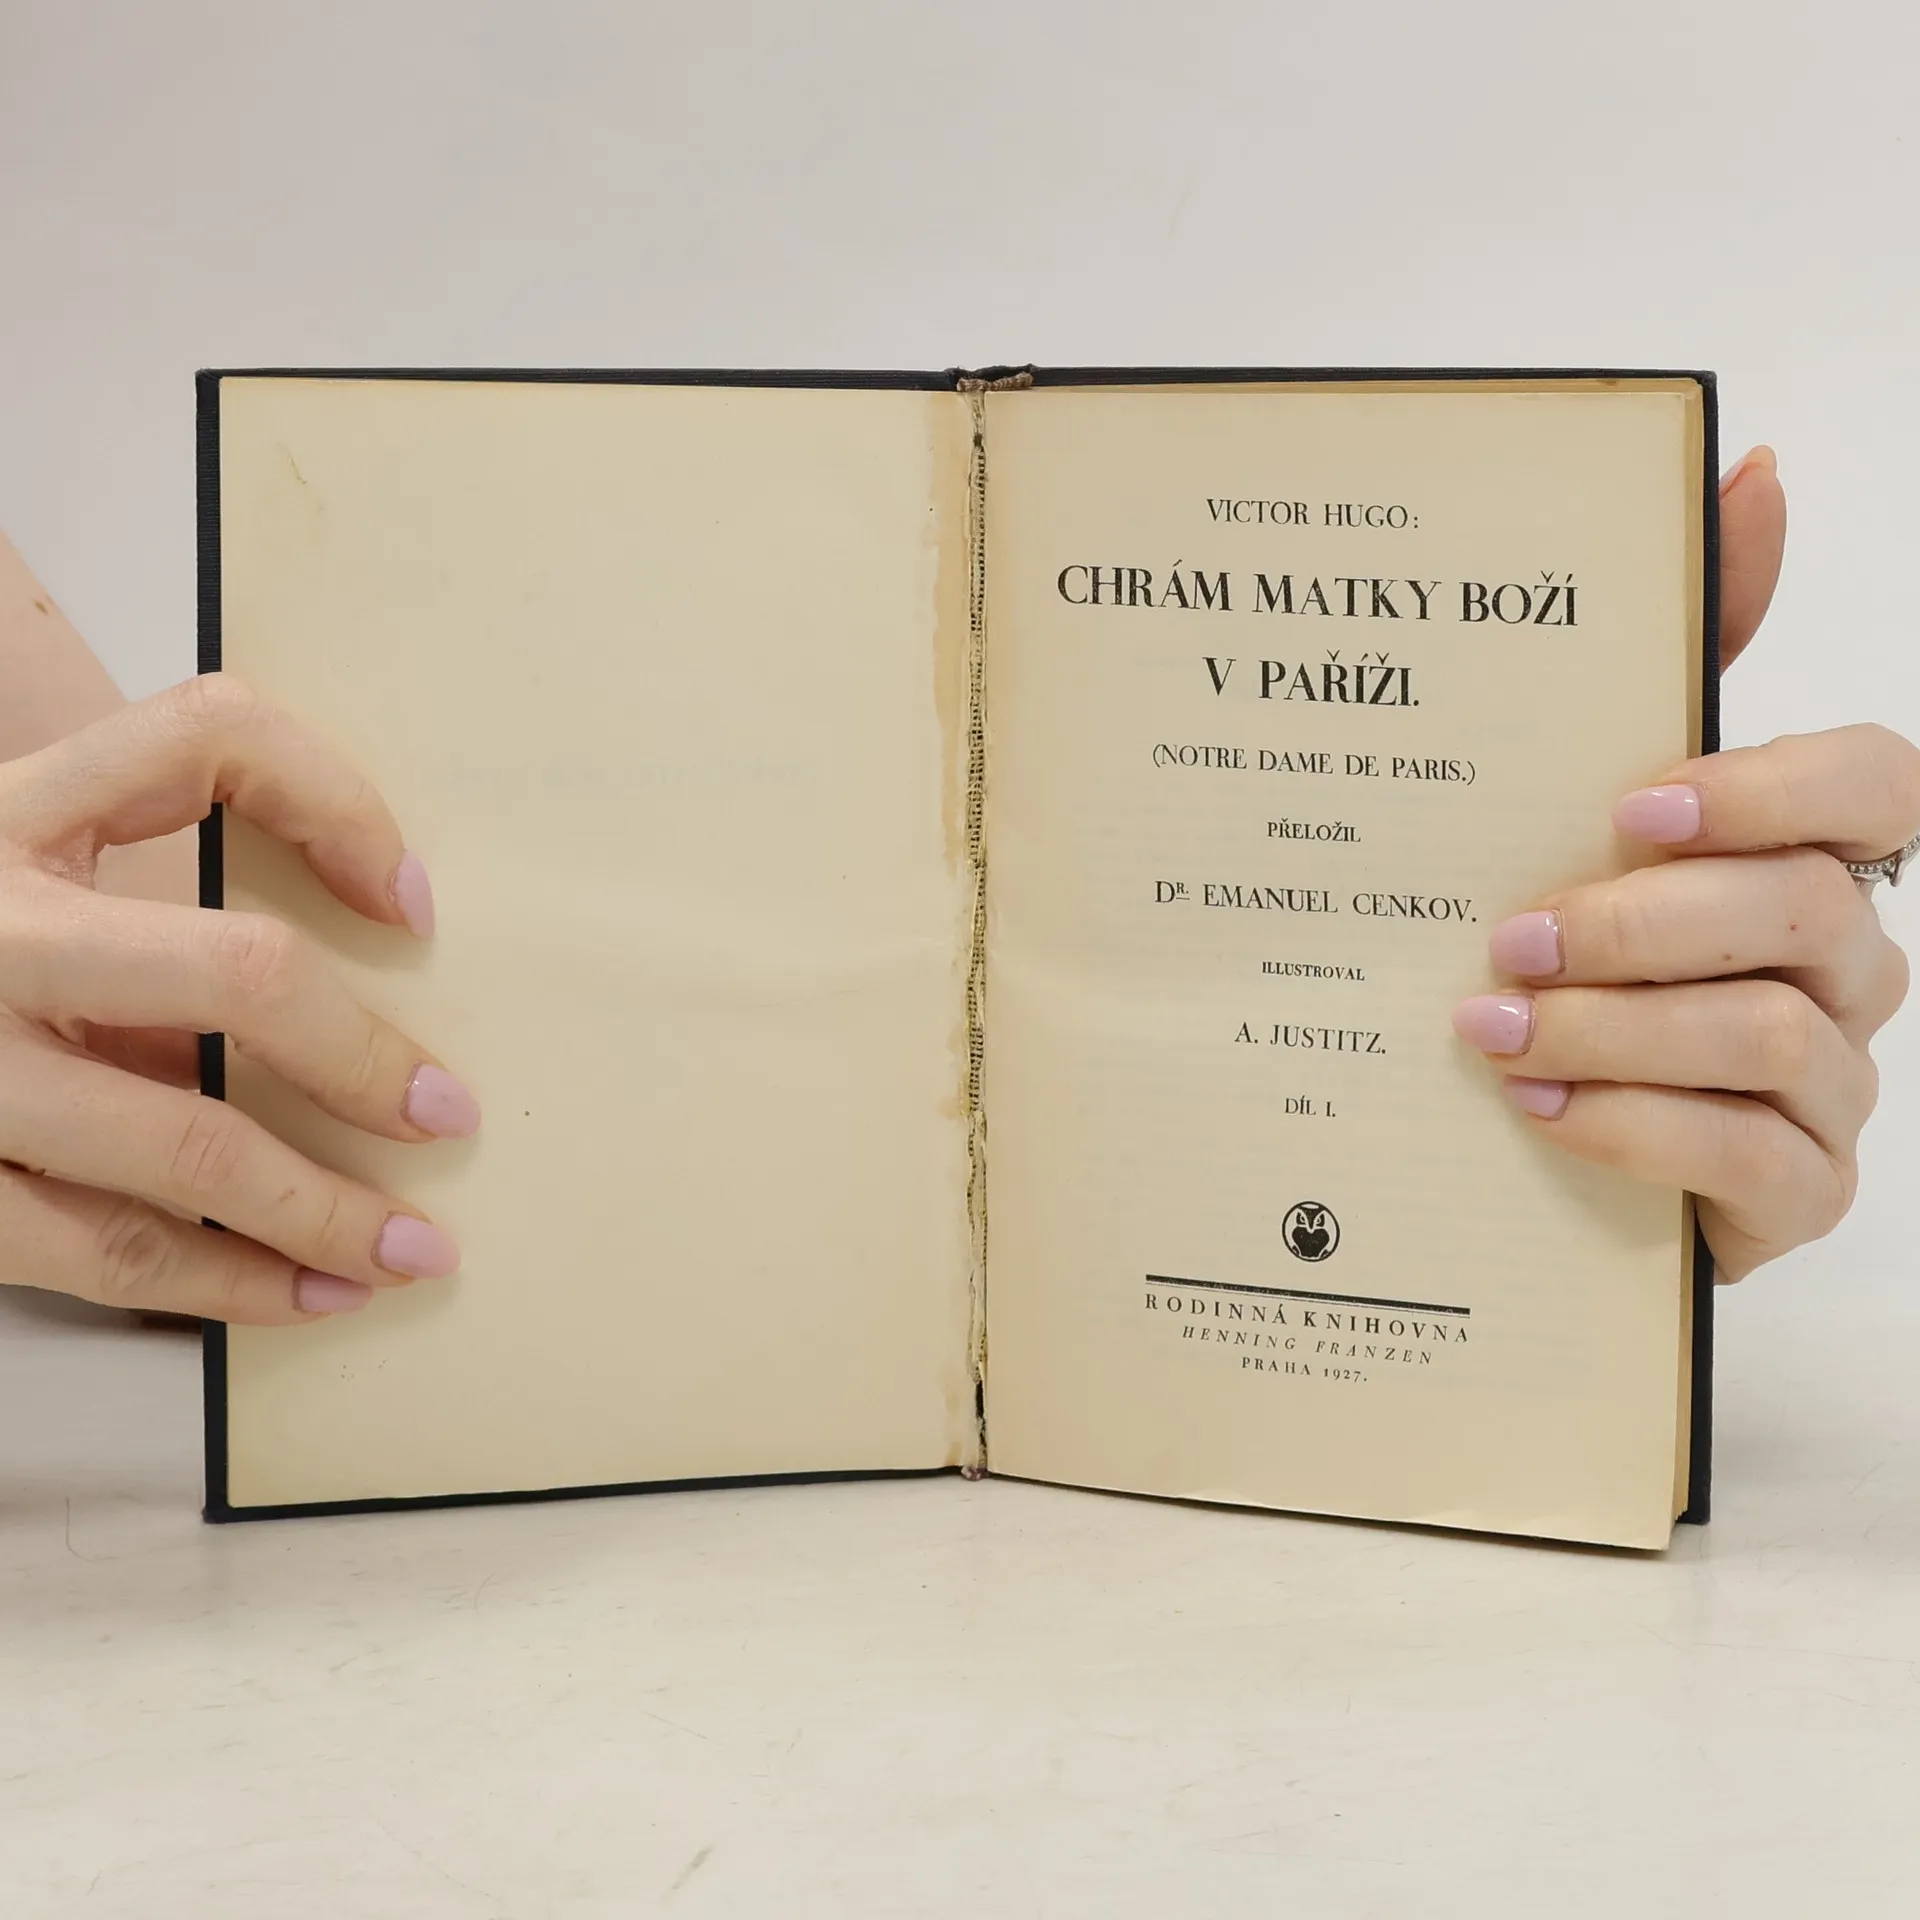 VICTOR HUGO:
CHRÁM MATKY BOŽÍ
V PAŘÍŽI.
(NOTRE DAME DE PARIS.)
PŘELOŽIL
DR. EMANUEL CENKOV.
ILLUSTROVAL
A. JUSTITZ.
DÍL I.
RODINNÁ KNIHOVNA
HENNING FRANZEN
PRAHA 1927.